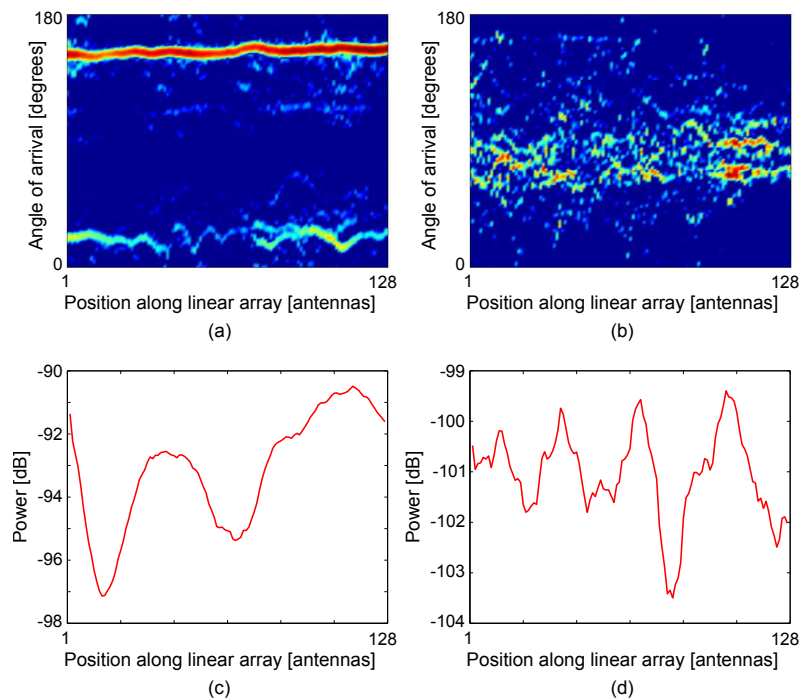 180
Angle of arrival [degrees]
0
1
128
Position along linear array [antennas]
(a)
180
Angle of arrival [degrees]
0
1
128
Position along linear array [antennas]
(b)
-90
-92
-94
-96
-98
Power [dB]
1
128
Position along linear array [antennas]
(c)
-99
-100
-101
-102
-103
-104
Power [dB]
1
128
Position along linear array [antennas]
(d)